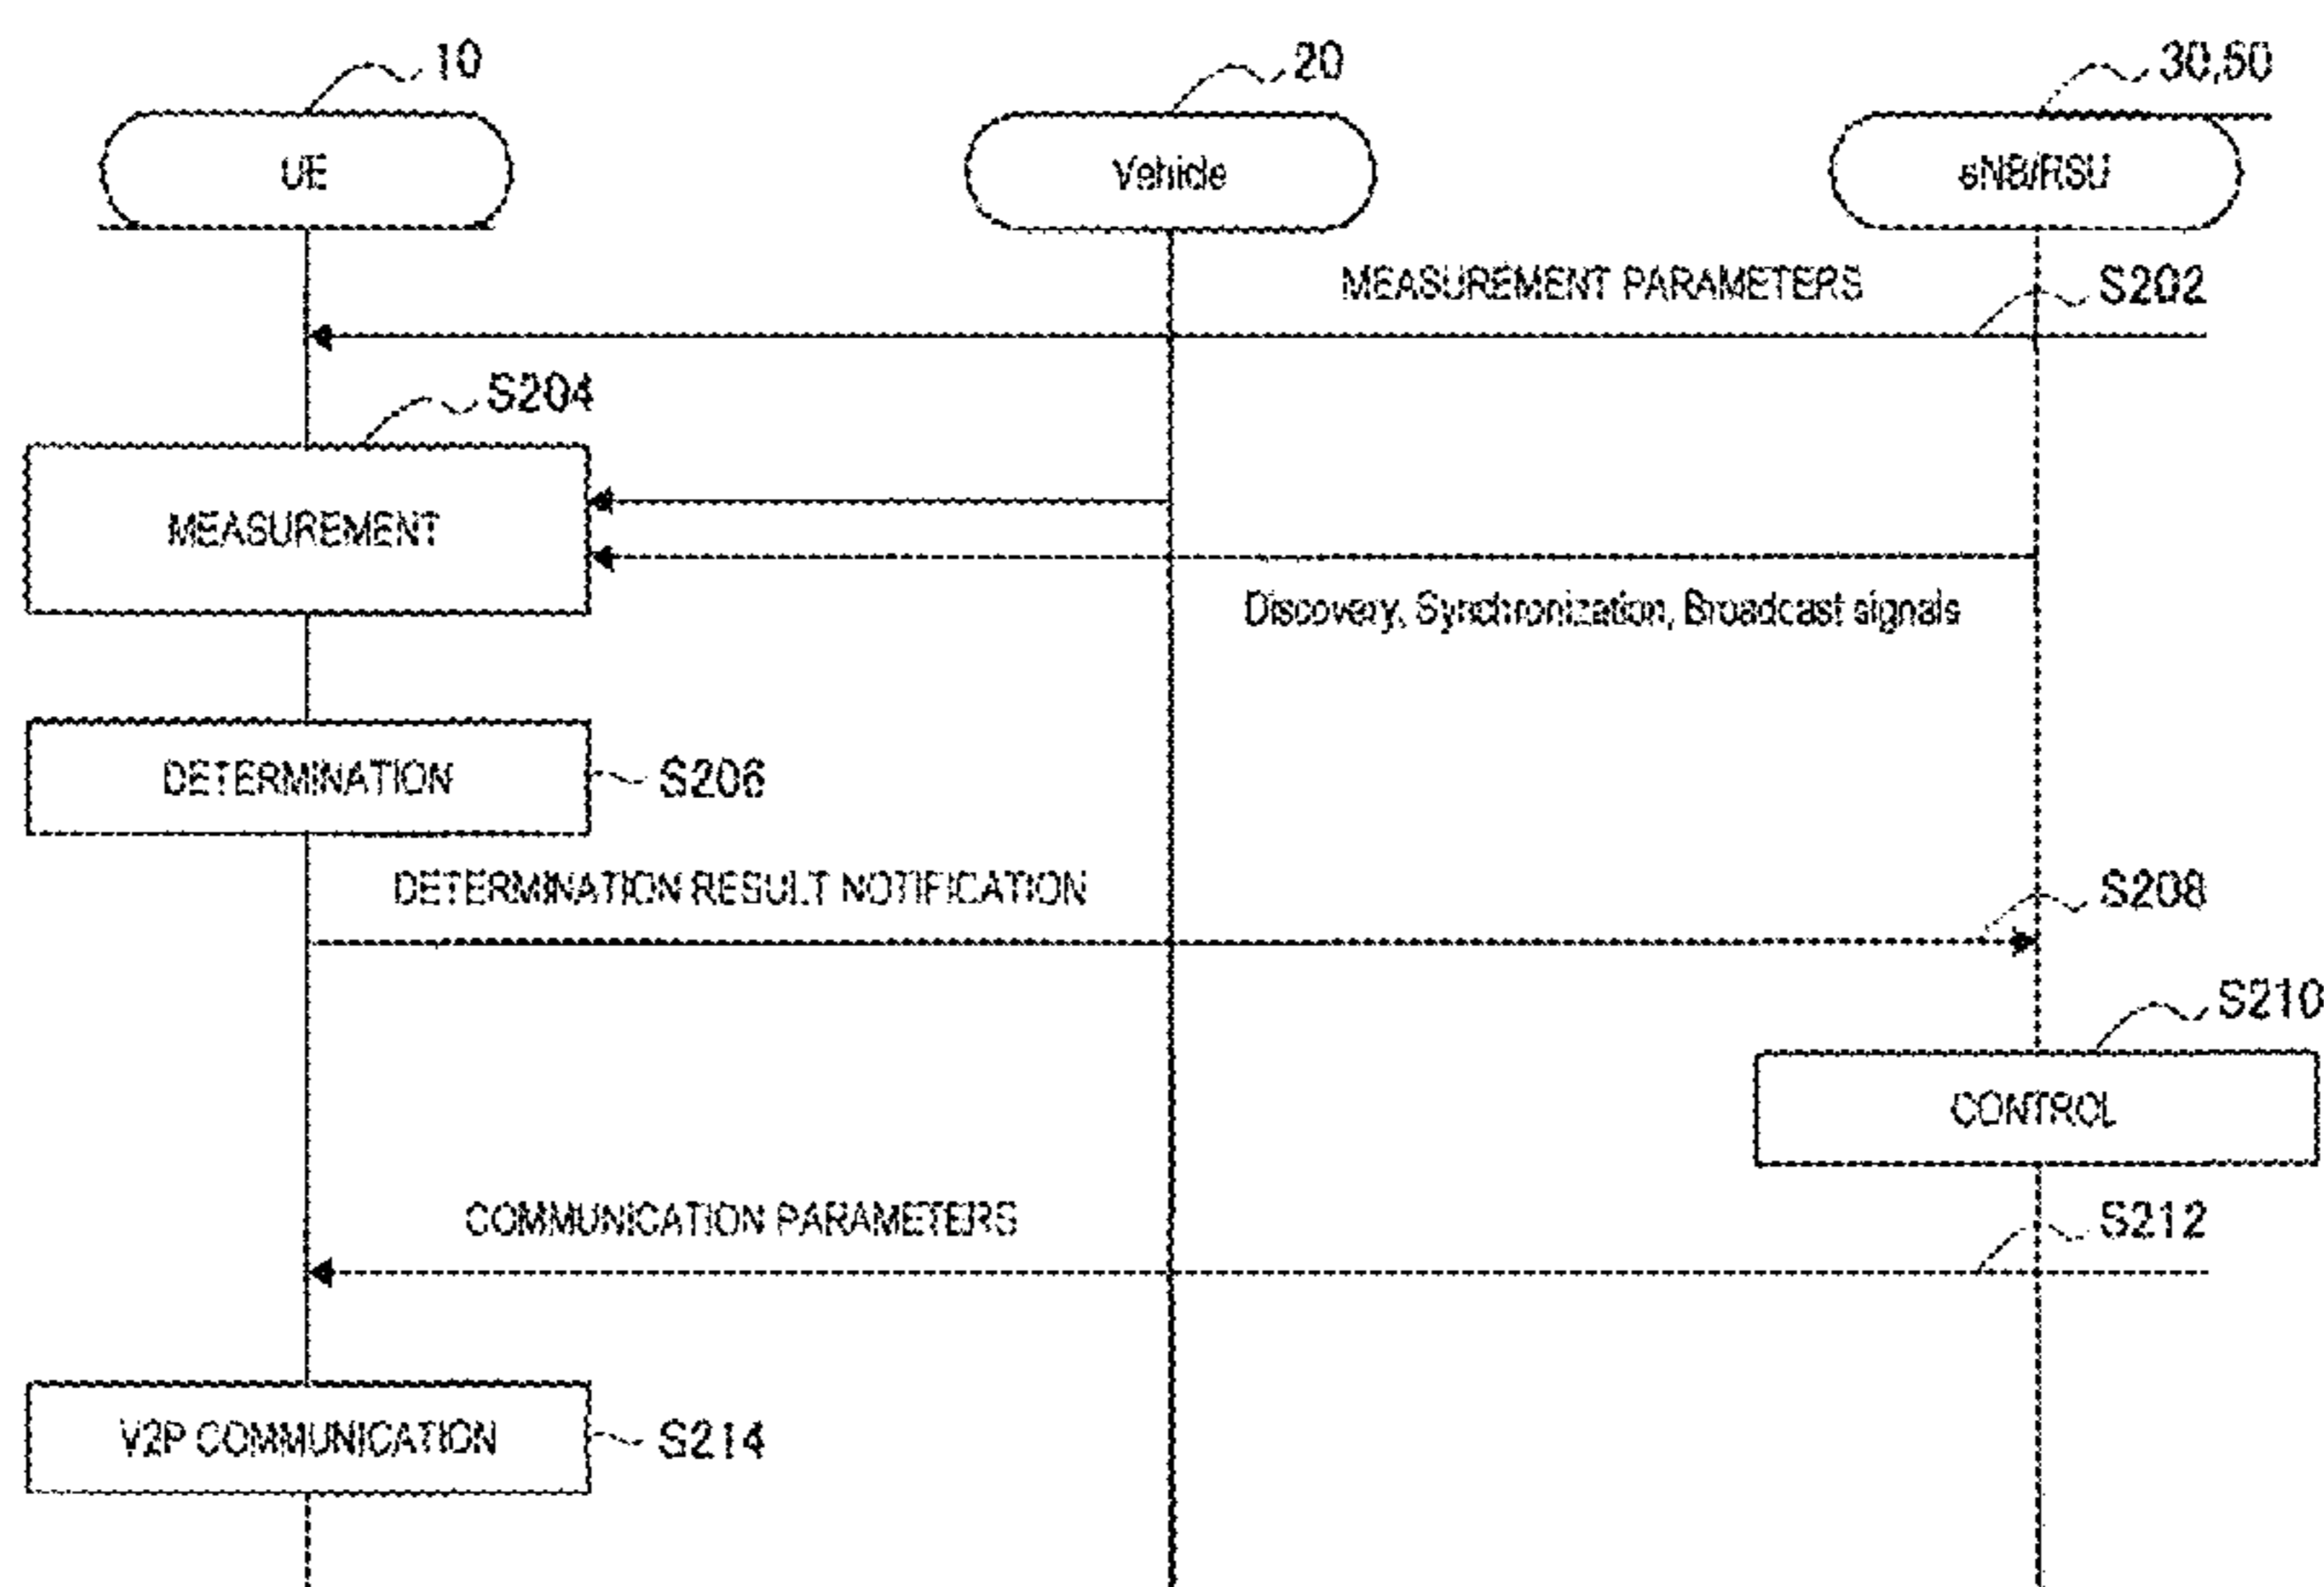 10
20
30,60
UE
Vehicle
eNB/RSU
MEASUREMENT PARAMETERS
S202
S204
MEASUREMENT
Discovery, Synchronization, Broadcast signals
DETERMINATION
S206
DETERMINATION RESULT NOTIFICATION
S208
S210
CONTROL
COMMUNICATION PARAMETERS
S212
V2P COMMUNICATION
S214